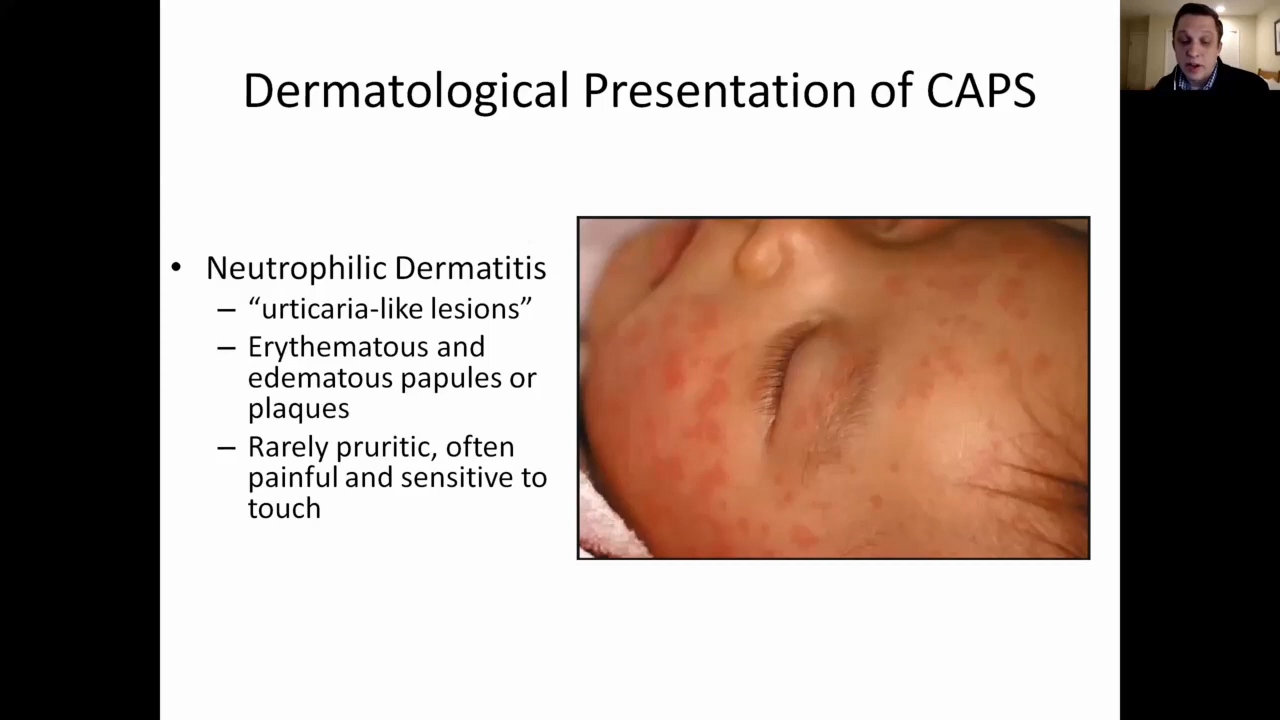 Dermatological Presentation of CAPS
• Neutrophilic Dermatitis
– “urticaria-like lesions”
– Erythematous and
edematous papules or
plaques
– Rarely pruritic, often
painful and sensitive to
touch